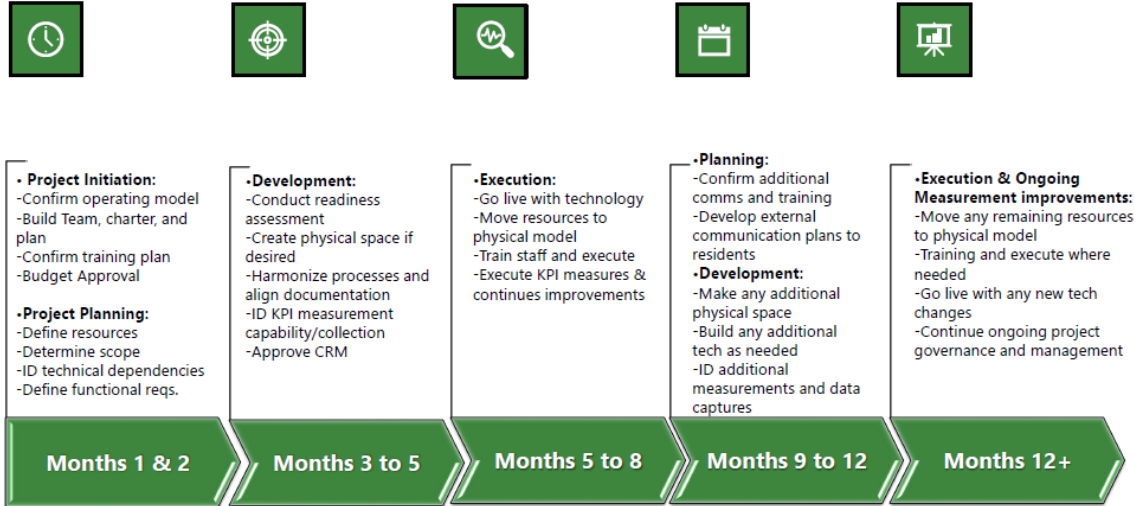 • Project Initiation:
-Confirm operating model
-Build Team, charter, and
plan
-Confirm training plan
-Budget Approval
•Project Planning:
-Define resources
-Determine scope
-ID technical dependencies
-Define functional reqs.
Months 1 & 2
•Development:
-Conduct readiness
assessment
-Create physical space if
desired
-Harmonize processes and
align documentation
-ID KPI measurement
capability/collection
-Approve CRM
Months 3 to 5
•Execution:
-Go live with technology
-Move resources to
physical model
-Train staff and execute
-Execute KPI measures &
continues improvements
Months 5 to 8
•Planning:
-Confirm additional
comms and training
-Develop external
communication plans to
residents
•Development:
-Make any additional
physical space
-Build any additional
tech as needed
-ID additional
measurements and data
captures
Months 9 to 12
•Execution & Ongoing
Measurement improvements:
-Move any remaining resources
to physical model
-Training and execute where
needed
-Go live with any new tech
changes
-Continue ongoing project
governance and management
Months 12+